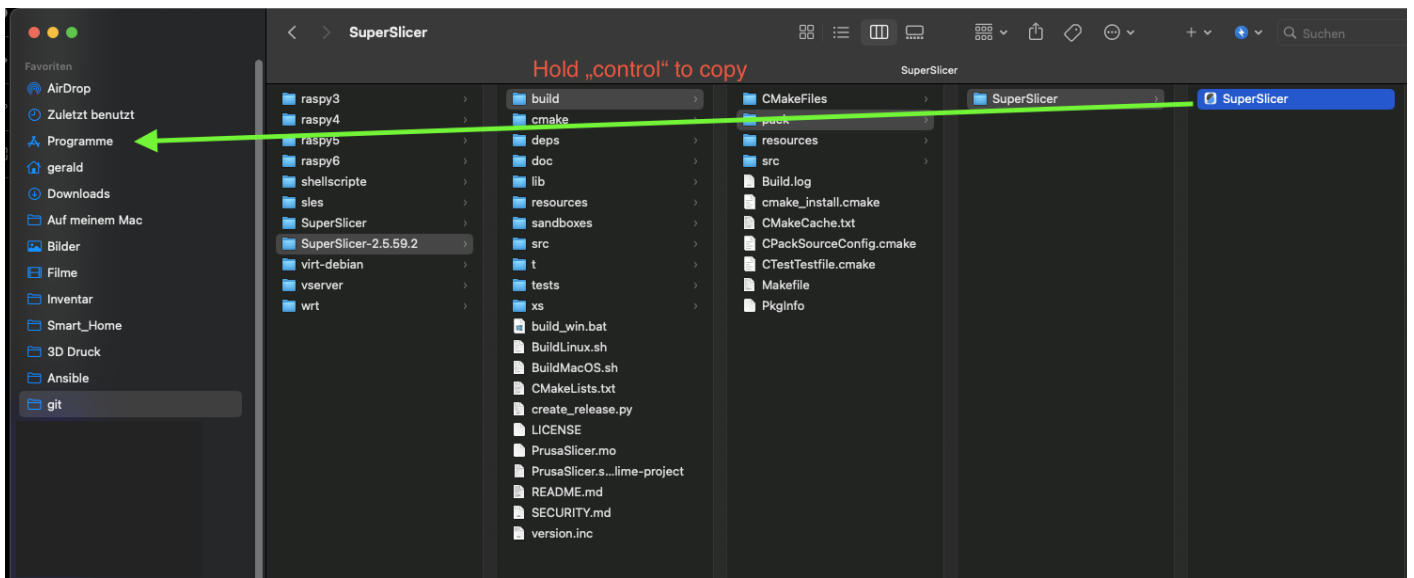 SuperSlicer
Suchen
Hold „control“ to copy
SuperSlicer
Favoriten
AirDrop
Zuletzt benutzt
Programme
gerald
Downloads
Auf meinem Mac
Bilder
Filme
Inventar
Smart_Home
3D Druck
Ansible
git
raspy3
raspy4
raspy5
raspy6
shellscripte
sles
SuperSlicer
SuperSlicer-2.5.59.2
virt-debian
vserver
wrt
build
cmake
deps
doc
lib
resources
sandboxes
src
t
tests
xs
build_win.bat
BuildLinux.sh
BuildMacOS.sh
CMakeLists.txt
create_release.py
LICENSE
PrusaSlicer.mo
PrusaSlicer.s...lime-project
README.md
SECURITY.md
version.inc
CMakeFiles
pack
resources
src
Build.log
cmake_install.cmake
CMakeCache.txt
CPackSourceConfig.cmake
CTestTestfile.cmake
Makefile
PkgInfo
SuperSlicer
SuperSlicer